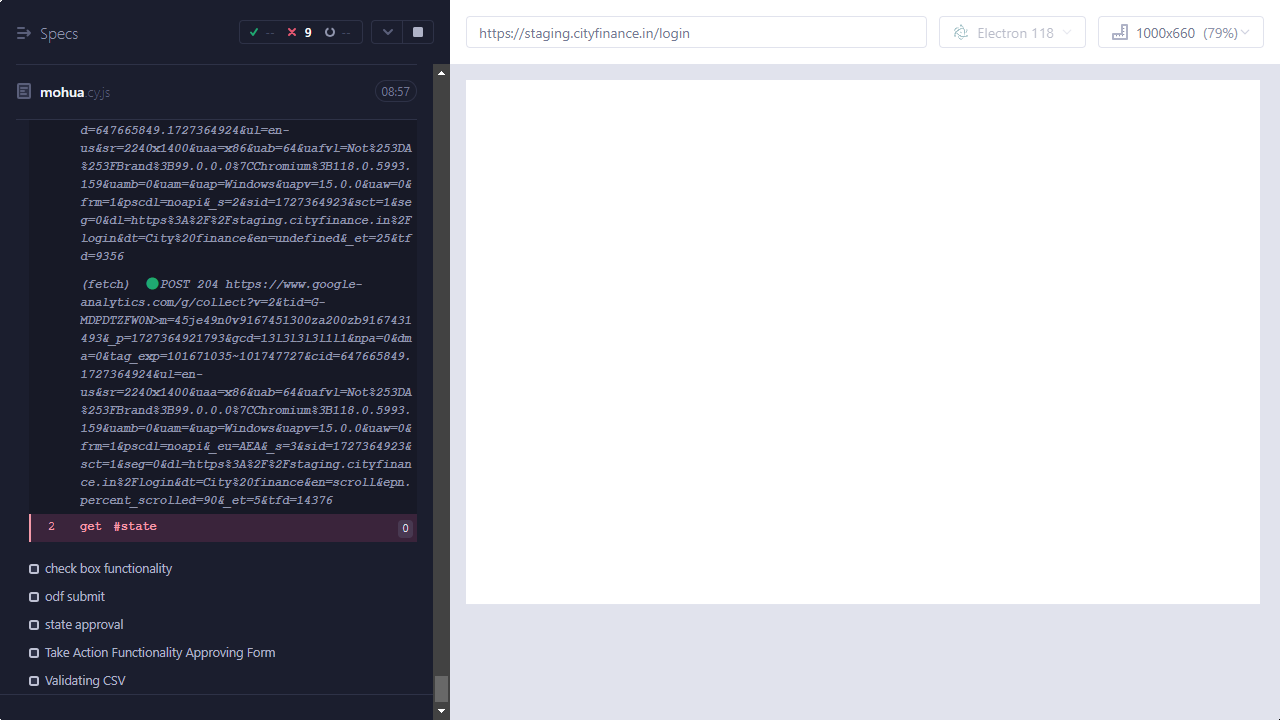 Specs
-- 9 --
https://staging.cityfinance.in/login
Electron 118
1000x660 (79%)
mohua.cy.js
08:57
d=647665849.1727364924&ul=en-
us&sr=2240x1400&uaa=x86&uab=64&uafvl=Not%253DA
%253FBrand%3B99.0.0.0%7CChromium%3B118.0.5993.
159&uamb=0&uam=&uap=Windows&uapv=15.0.0&uaw=0&
frm=1&pscdl=noapi&_s=2&sid=1727364923&sct=1&se
g=0&dl=https%3A%2F%2Fstaging.cityfinance.in%2F
login&dt=City%20finance&en=undefined&_et=25&tf
d=9356
(fetch) POST 204 https://www.google-
analytics.com/g/collect?v=2&tid=G-
MDPDTZFW0N>m=45je49n0v9167451300za200zb9167431
493&_p=1727364921793&gcd=13l3l3l3l1l1&npa=0&dm
a=0&tag_exp=101671035~101747727&cid=647665849.
1727364924&ul=en-
us&sr=2240x1400&uaa=x86&uab=64&uafvl=Not%253DA
%253FBrand%3B99.0.0.0%7CChromium%3B118.0.5993.
159&uamb=0&uam=&uap=Windows&uapv=15.0.0&uaw=0&
frm=1&pscdl=noapi&_eu=AEA&_s=3&sid=1727364923&
sct=1&seg=0&dl=https%3A%2F%2Fstaging.cityfinan
ce.in%2Flogin&dt=City%20finance&en=scroll&epn.
percent_scrolled=90&_et=5&tfd=14376
2 get #state 0
check box functionality
odf submit
state approval
Take Action Functionality Approving Form
Validating CSV